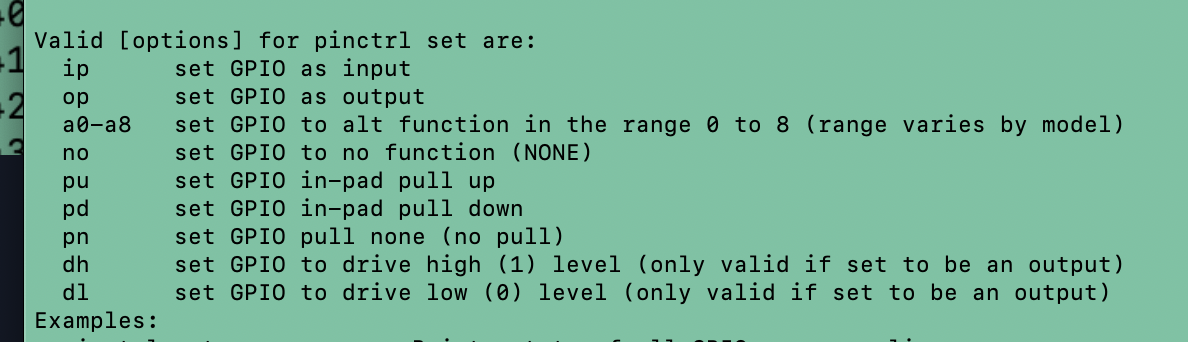 Valid [options] for pinctrl set are:
ip set GPIO as input
op set GPIO as output
a0-a8 set GPIO to alt function in the range 0 to 8 (range varies by model)
no set GPIO to no function (NONE)
pu set GPIO in-pad pull up
pd set GPIO in-pad pull down
pn set GPIO pull none (no pull)
dh set GPIO to drive high (1) level (only valid if set to be an output)
dl set GPIO to drive low (0) level (only valid if set to be an output)
Examples: